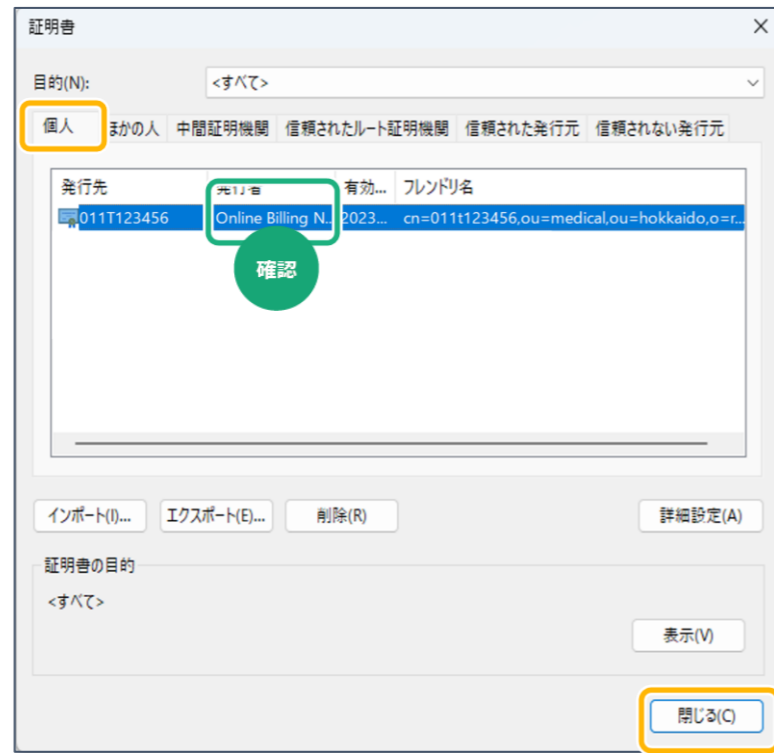 証明書
目的(N):
<すべて>
個人 ほかの人 中間証明機関 信頼されたルート証明機関 信頼された発行元 信頼されない発行元
発行先 発行者 有効... フレンドリ名
011T123456 Online Billing N... 2023... cn=011t123456,ou=medical,ou=hokkaido,o=r...
確認
インポート(I)... エクスポート(E)... 削除(R) 詳細設定(A)
証明書の目的
<すべて>
表示(V)
閉じる(C)